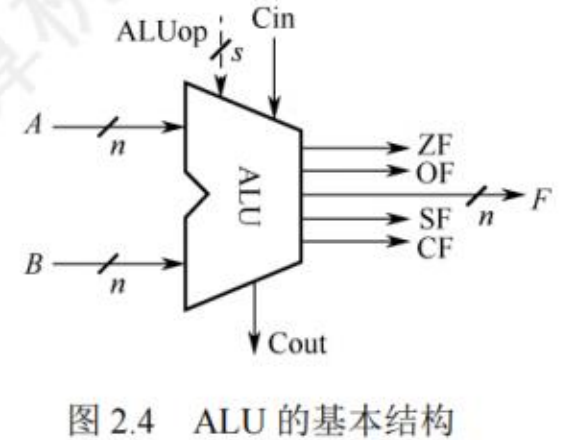 ALUop
s
Cin
A
n
B
n
ALU
ZF
OF
n
F
SF
CF
Cout
图 2.4 ALU 的基本结构